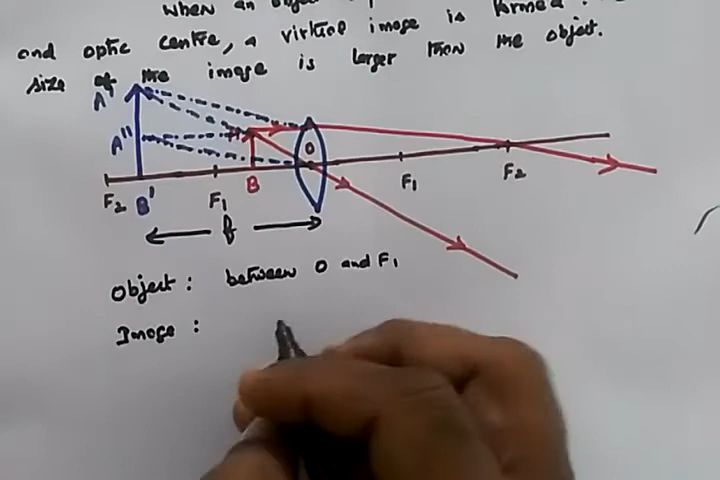 When an object
and optic centre, a virtual image is formed.
size of the image is larger than the object.
A'
A"
O
F2 B' F1 B F1 F2
f
Object : between O and F1
Image :